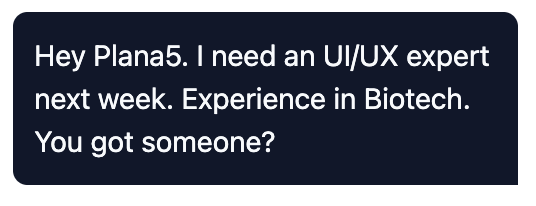 Hey Plana5. I need an UI/UX expert
next week. Experience in Biotech.
You got someone?